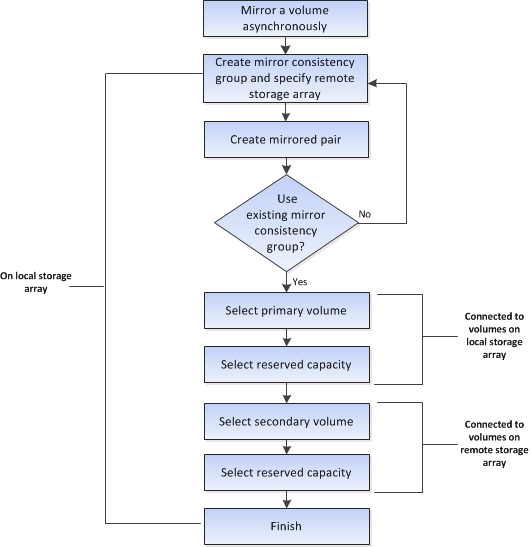 Mirror a volume
asynchronously
Create mirror consistency
group and specify remote
storage array
Create mirrored pair
Use
existing mirror
consistency
group?
No
Yes
On local storage
array
Select primary volume
Select reserved capacity
Connected to
volumes on
local storage
array
Select secondary volume
Select reserved capacity
Connected to
volumes on
remote storage
array
Finish